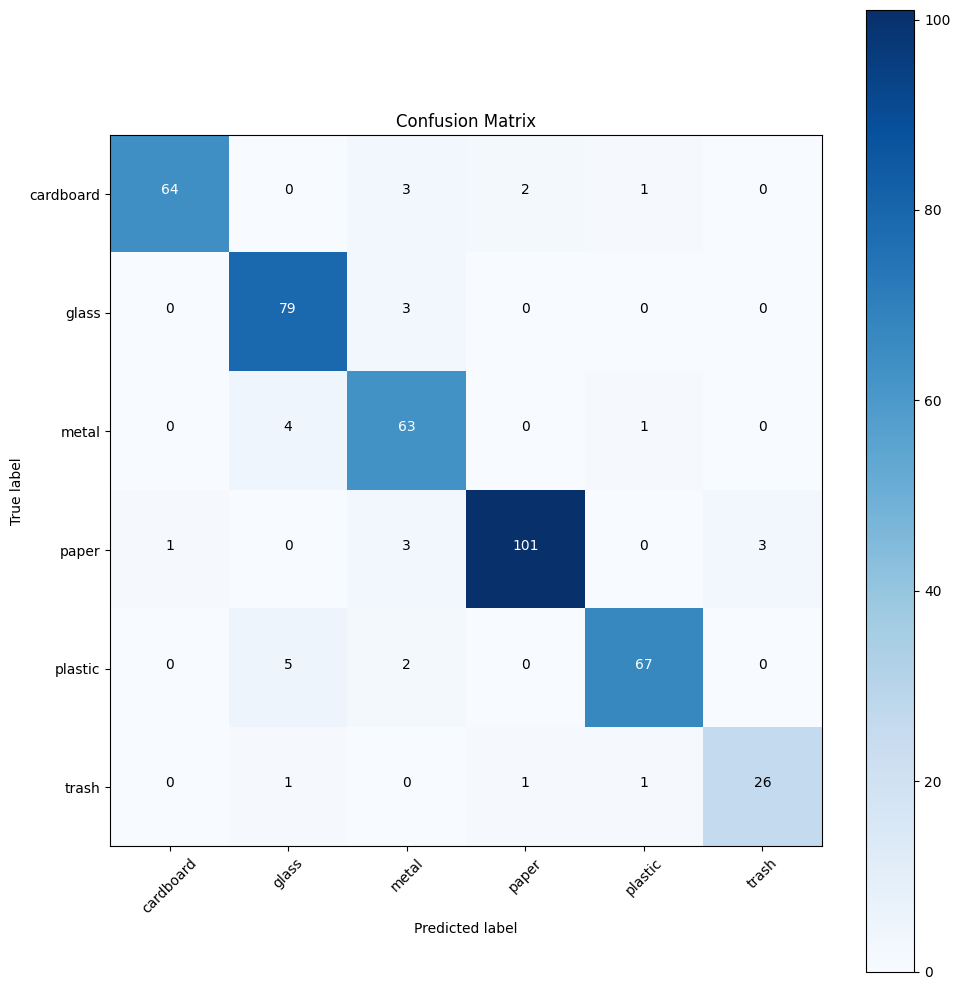 Confusion Matrix
cardboard 64 0 3 2 1 0
glass 0 79 3 0 0 0
metal 0 4 63 0 1 0
paper 1 0 3 101 0 3
plastic 0 5 2 0 67 0
trash 0 1 0 1 1 26
cardboard glass metal paper plastic trash
Predicted label
True label
100
80
60
40
20
0